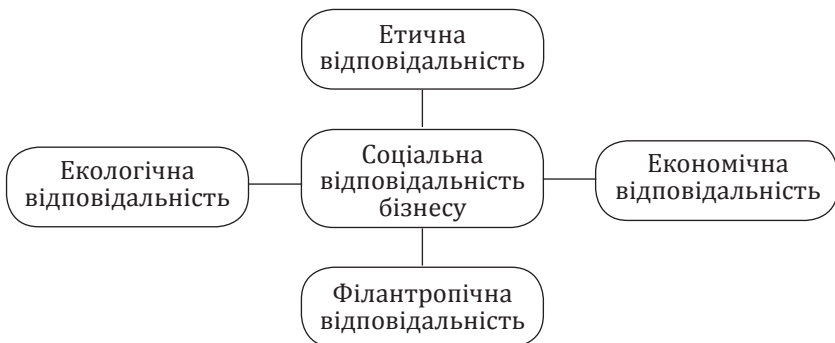 Етична
відповідальність
Екологічна
відповідальність
Соціальна
відповідальність
бізнесу
Економічна
відповідальність
Філантропічна
відповідальність